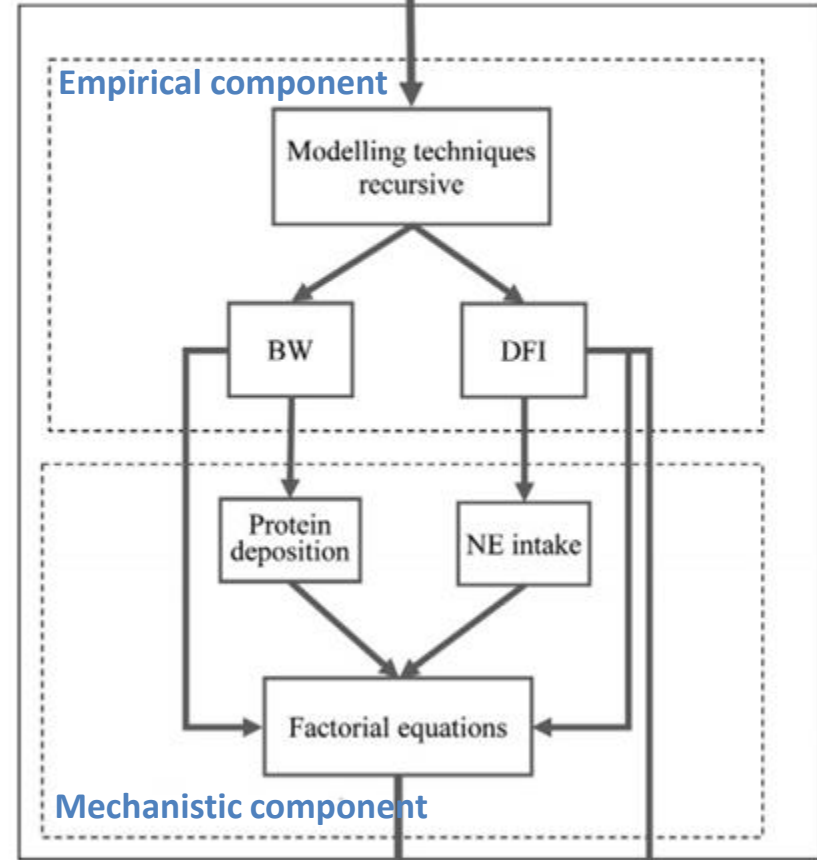 Empirical component
Modelling techniques
recursive
BW
DFI
Protein
deposition
NE intake
Factorial equations
Mechanistic component